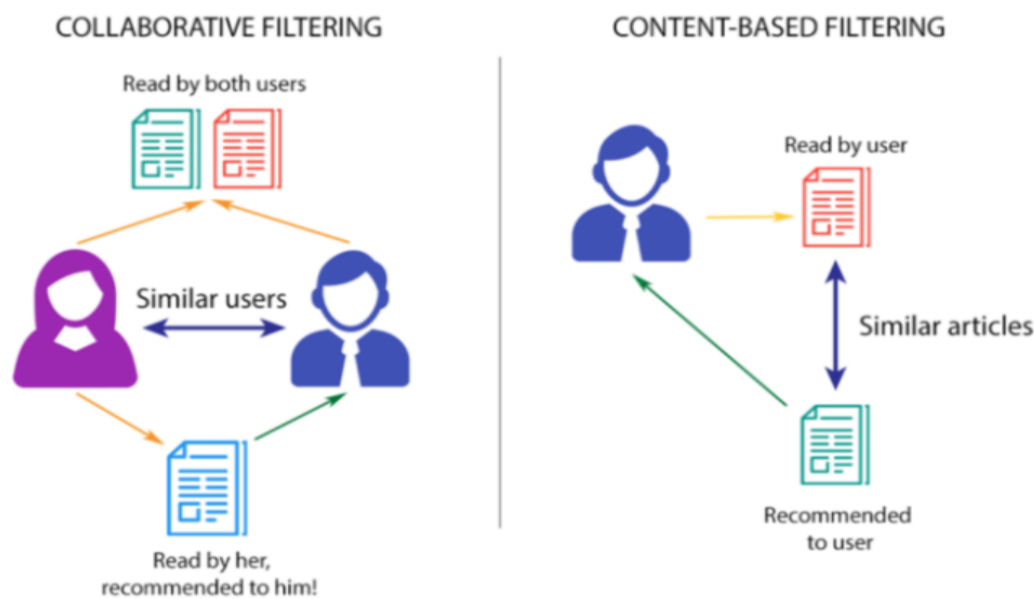 COLLABORATIVE FILTERING
Read by both users
Similar users
Read by her,
recommended to him!
CONTENT-BASED FILTERING
Read by user
Similar articles
Recommended
to user